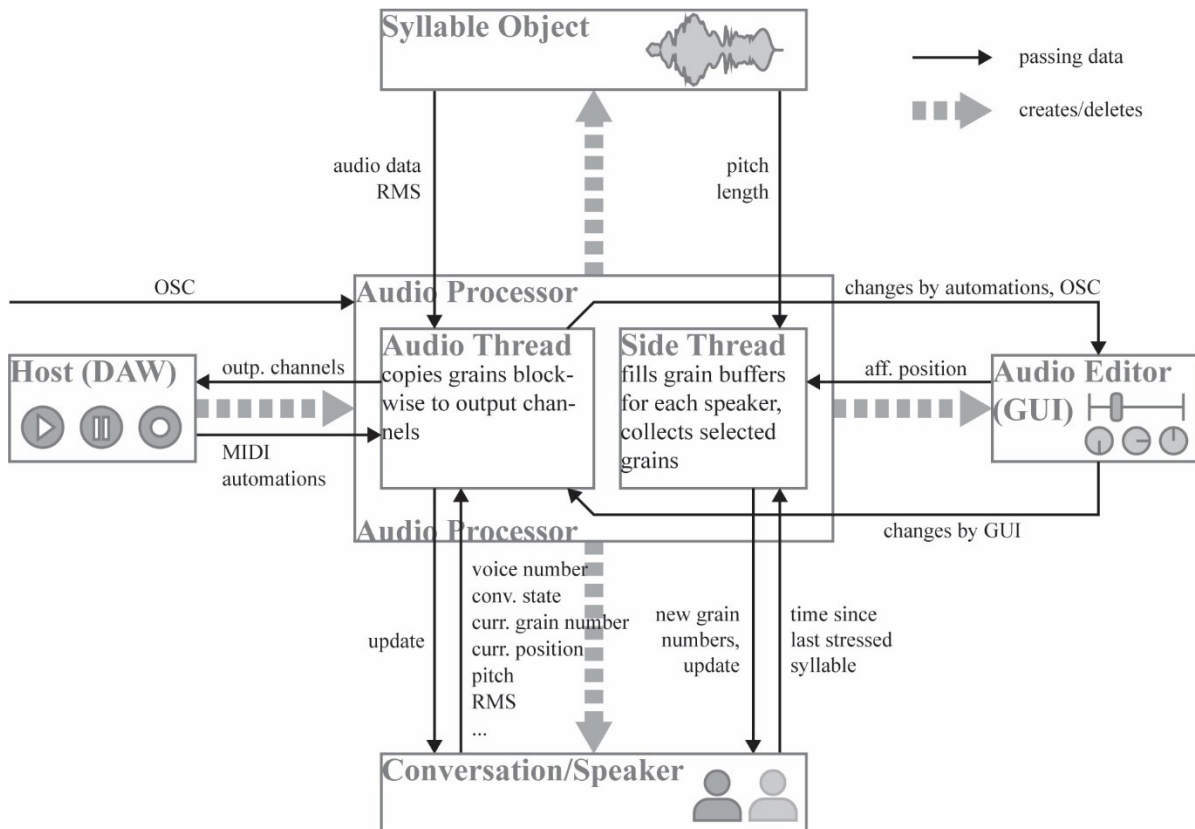 Syllable Object
passing data
creates/deletes
audio data
RMS
pitch
length
OSC
Audio Processor
changes by automations, OSC
Host (DAW)
outp. channels
MIDI
automations
Audio Thread
copies grains block-
wise to output chan-
nels
Side Thread
fills grain buffers
for each speaker,
collects selected
grains
aff. position
Audio Editor
(GUI)
Audio Processor
changes by GUI
update
voice number
conv. state
curr. grain number
curr. position
pitch
RMS
...
new grain
numbers,
update
time since
last stressed
syllable
Conversation/Speaker